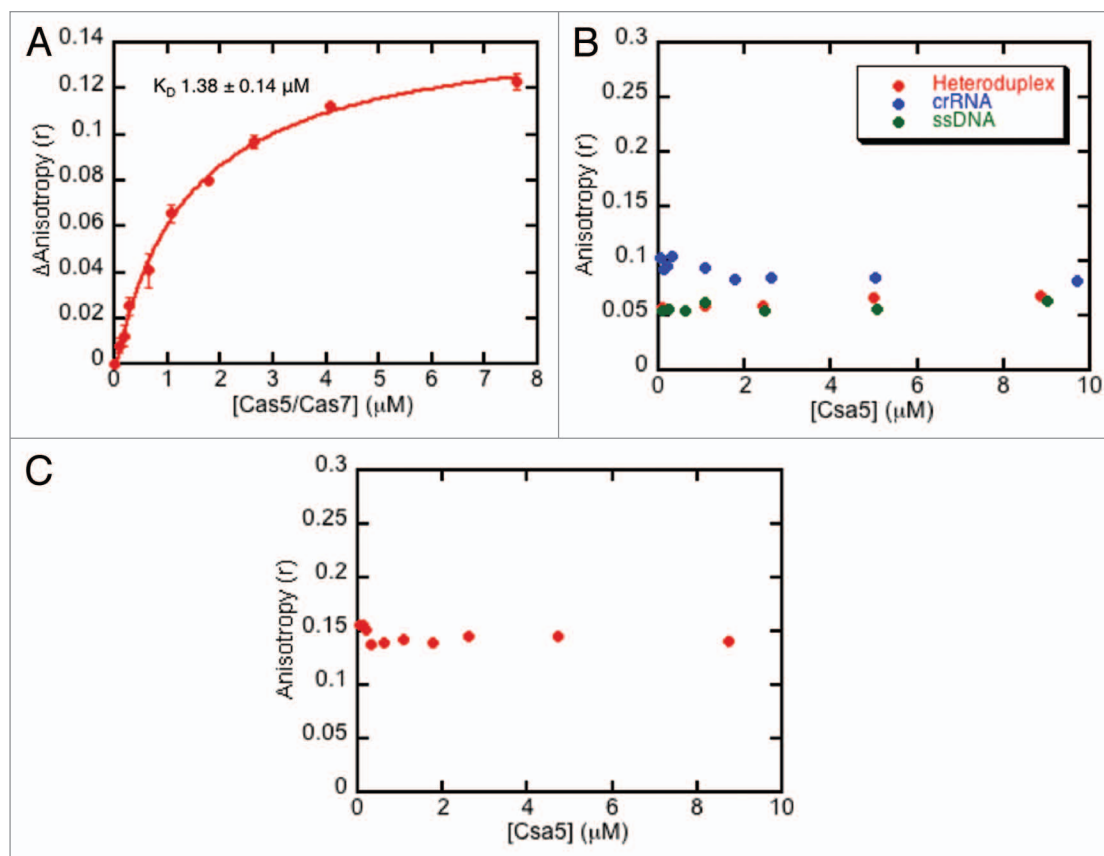 A
0.14
0.12
0.1
0.08
0.06
0.04
0.02
0
ΔAnisotropy (r)
K_D 1.38 ± 0.14 μM
0 1 2 3 4 5 6 7 8
[Cas5/Cas7] (μM)
B
0.3
0.25
0.2
0.15
0.1
0.05
0
Anisotropy (r)
Heteroduplex
crRNA
ssDNA
0 2 4 6 8 10
[Csa5] (μM)
C
0.3
0.25
0.2
0.15
0.1
0.05
0
Anisotropy (r)
0 2 4 6 8 10
[Csa5] (μM)